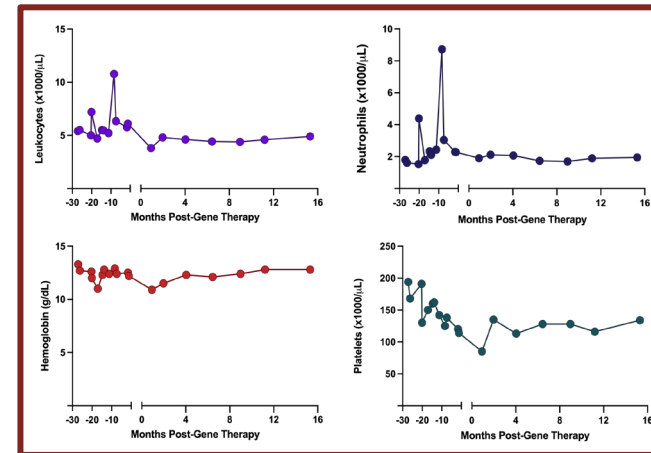 Leukocytes (x1000/µL)
15
10
5
-30 -20 -10 0 4 8 12 16
Months Post-Gene Therapy
Neutrophils (x1000/µL)
10
8
6
4
2
-30 -20 -10 0 4 8 12 16
Months Post-Gene Therapy
Hemoglobin (g/dL)
15
10
5
-30 -20 -10 0 4 8 12 16
Months Post-Gene Therapy
Platelets (x1000/µL)
250
200
150
100
50
-30 -20 -10 0 4 8 12 16
Months Post-Gene Therapy